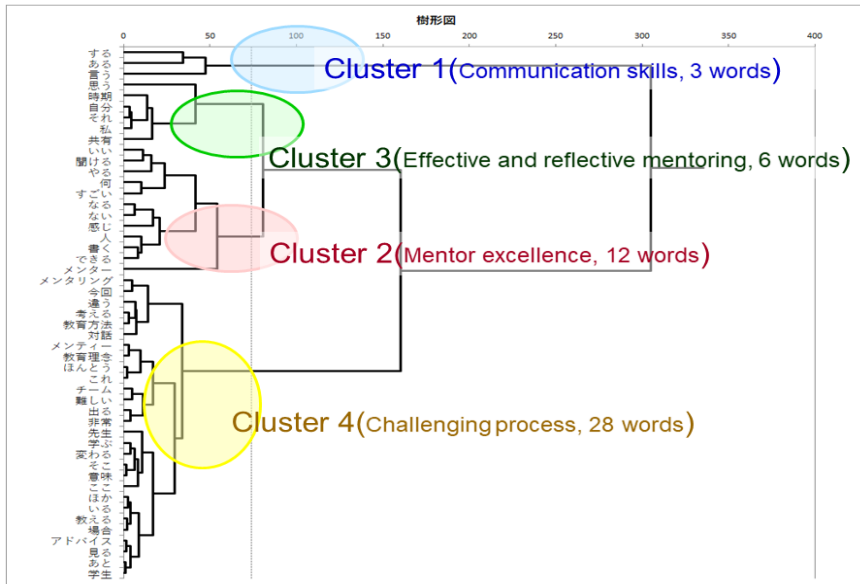 樹形図
0 50 100 150 200 250 300 350 400
する
ある
言う
思う
時期
自分
それ
私
共有
いい
聞ける
やる
何
すごい
なる
ない
感じ
人
書く
できる
メンター
メンタリング
今回
違う
考える
教育方法
対話
メンティー
教育理念
ほんとう
これ
チーム
難しい
出る
非常
先生
学ぶ
変わる
そこ
意味
ここ
ほか
いる
教える
場合
アドバイス
見る
あと
学生
Cluster 1(Communication skills, 3 words)
Cluster 3(Effective and reflective mentoring, 6 words)
Cluster 2(Mentor excellence, 12 words)
Cluster 4(Challenging process, 28 words)